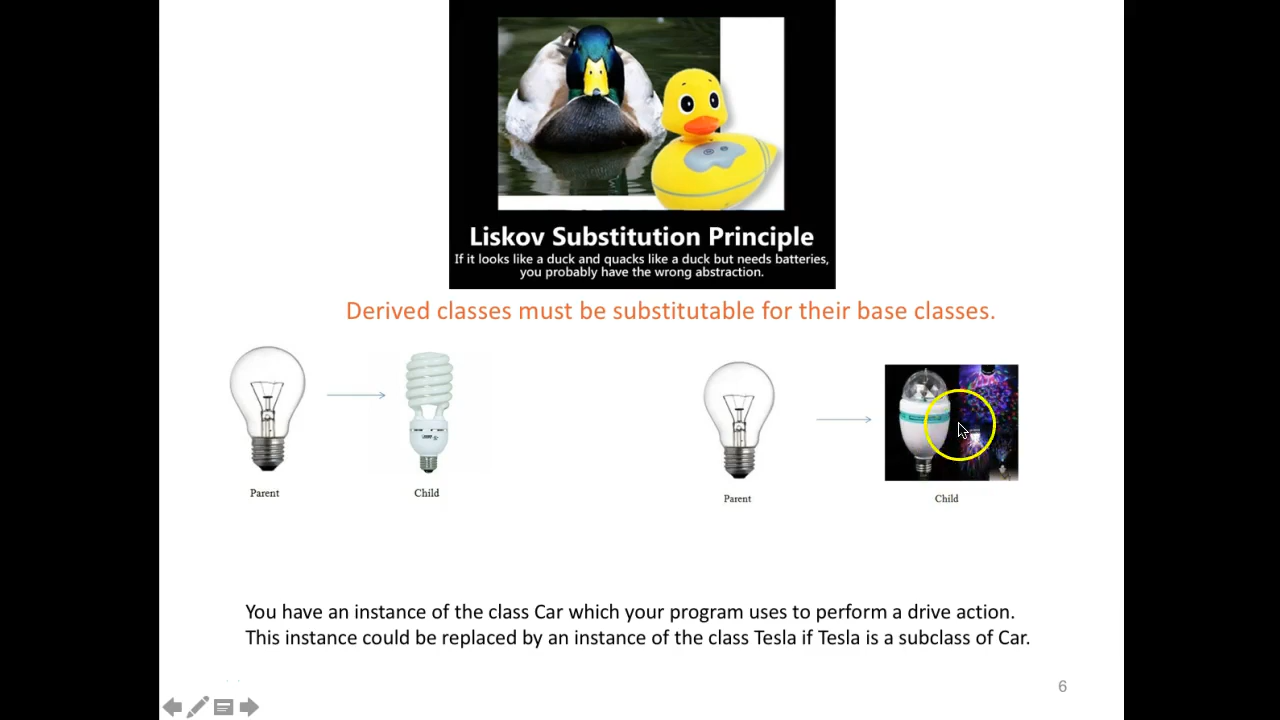 Liskov Substitution Principle
If it looks like a duck and quacks like a duck but needs batteries,
you probably have the wrong abstraction.
Derived classes must be substitutable for their base classes.
Parent
Child
Parent
Child
You have an instance of the class Car which your program uses to perform a drive action.
This instance could be replaced by an instance of the class Tesla if Tesla is a subclass of Car.
6